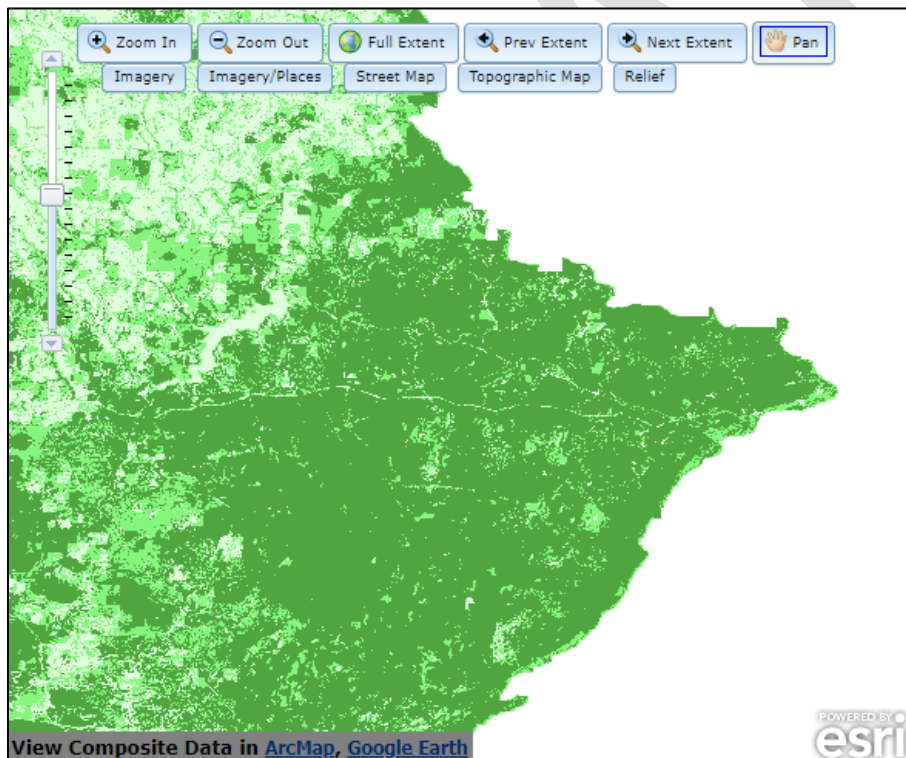 Zoom In Zoom Out Full Extent Prev Extent Next Extent Pan
Imagery Imagery/Places Street Map Topographic Map Relief
POWERED BY
esri
View Composite Data in ArcMap, Google Earth